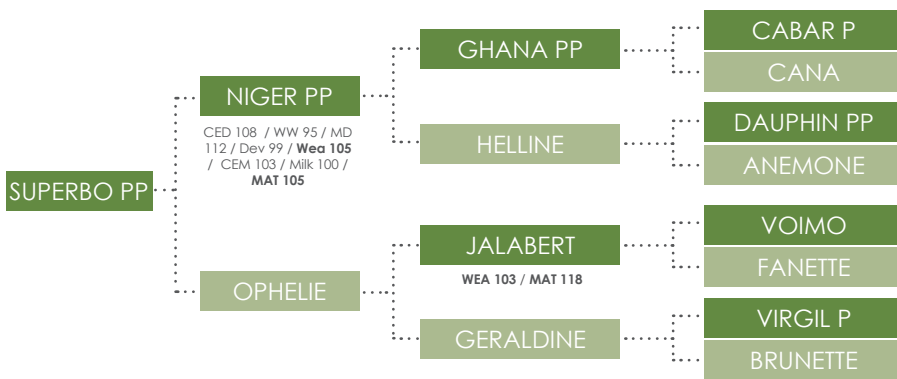 SUPERBO PP
NIGER PP
CED 108 / WW 95 / MD
112 / Dev 99 / Wea 105
/ CEM 103 / Milk 100 /
MAT 105
OPHELIE
GHANA PP
HELLINE
JALABERT
WEA 103 / MAT 118
GERALDINE
CABAR P
CANA
DAUPHIN PP
ANEMONE
VOIMO
FANETTE
VIRGIL P
BRUNETTE